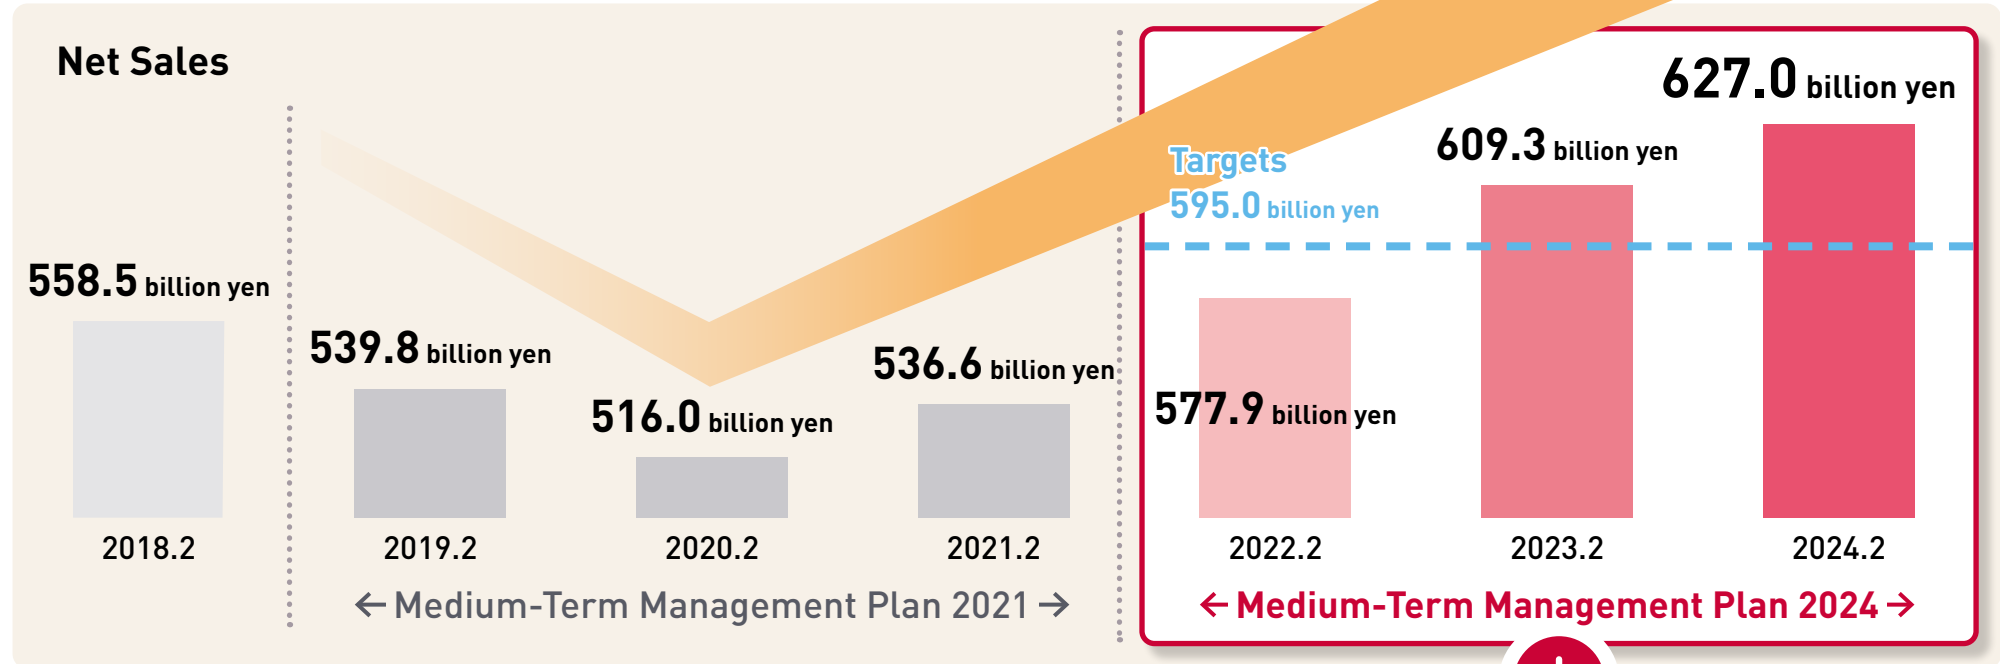 Net Sales
558.5 billion yen
539.8 billion yen
516.0 billion yen
536.6 billion yen
Targets
595.0 billion yen
577.9 billion yen
609.3 billion yen
627.0 billion yen
2018.2
2019.2
2020.2
2021.2
2022.2
2023.2
2024.2
← Medium-Term Management Plan 2021 →
← Medium-Term Management Plan 2024 →